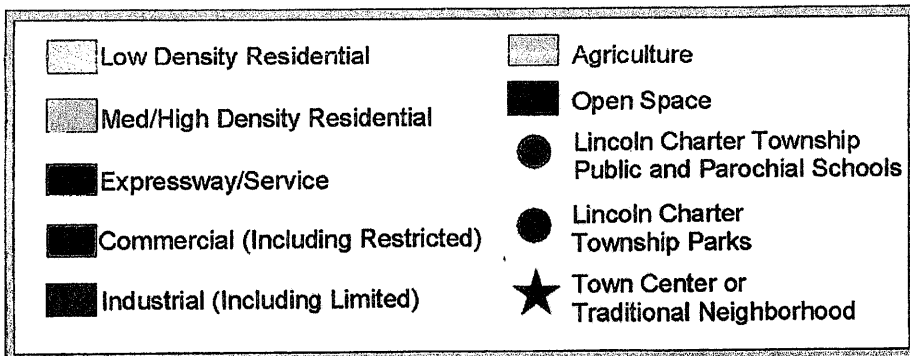 Low Density Residential
Med/High Density Residential
Expressway/Service
Commercial (Including Restricted)
Industrial (Including Limited)
Agriculture
Open Space
Lincoln Charter Township
Public and Parochial Schools
Lincoln Charter
Township Parks
Town Center or
Traditional Neighborhood